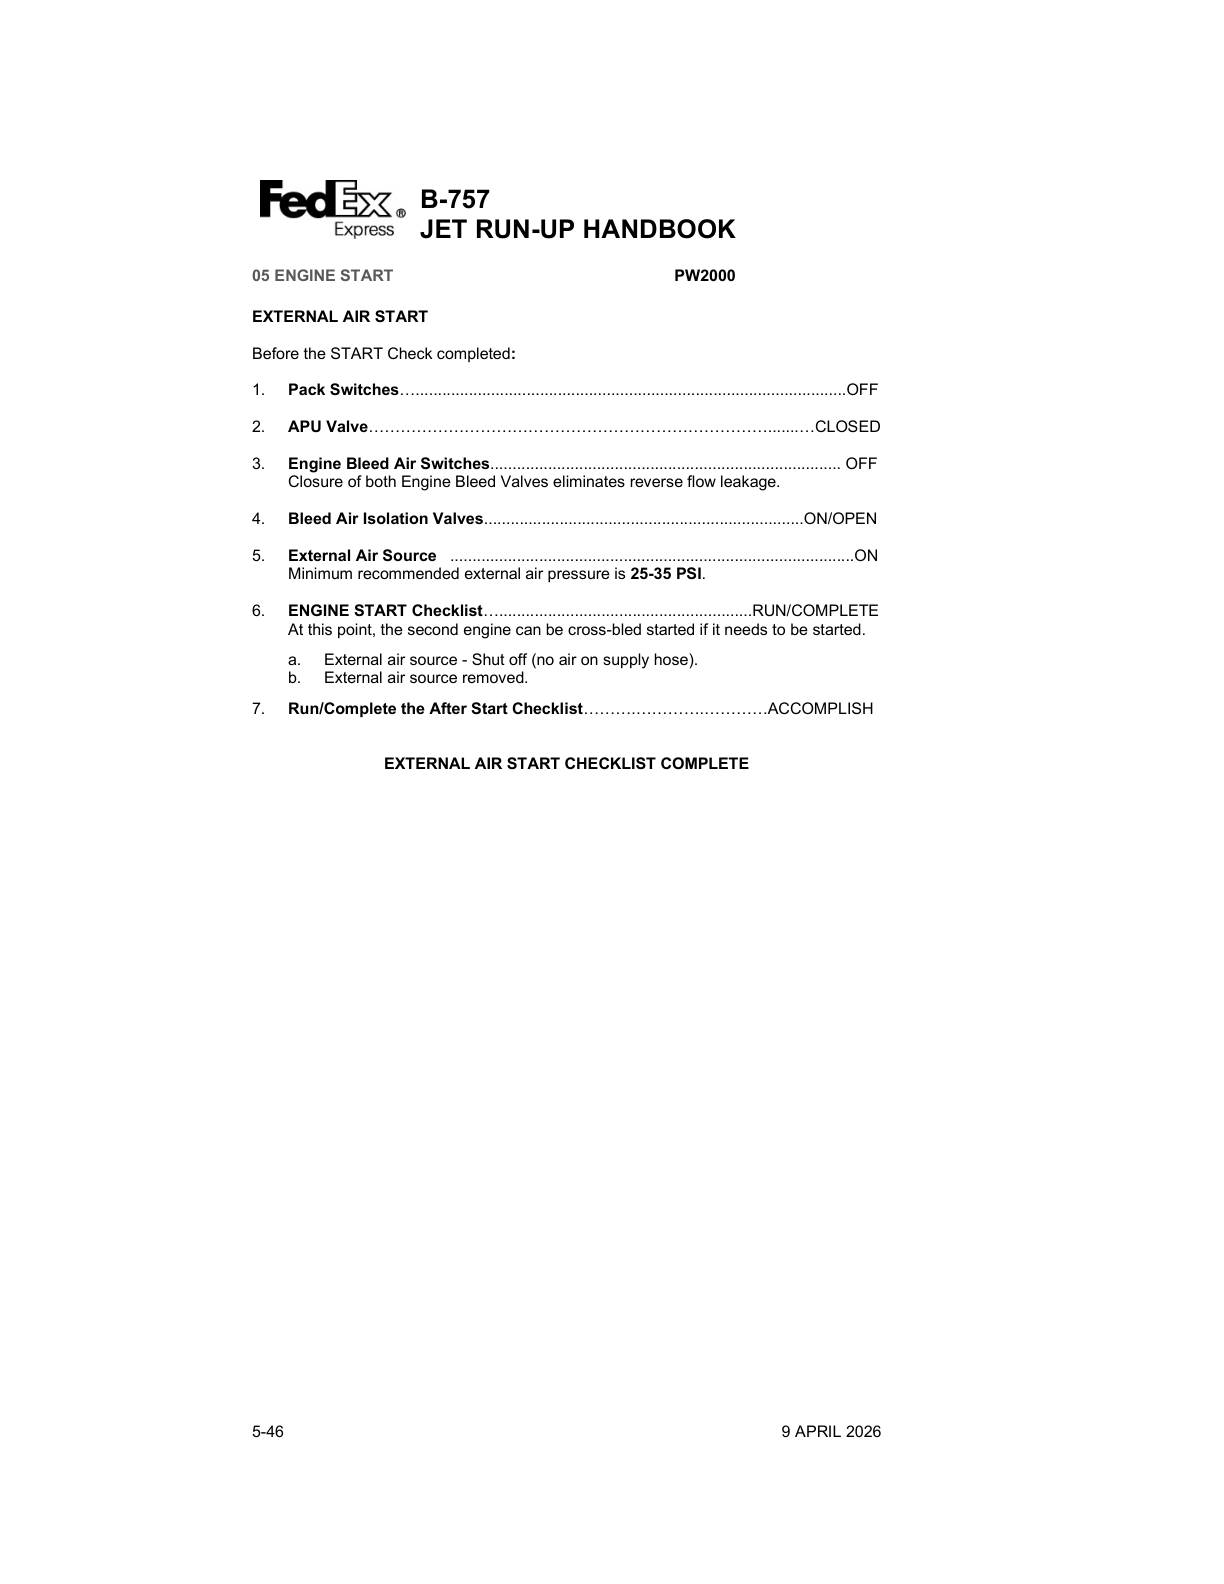 FedEx® B-757
Express JET RUN-UP HANDBOOK
05 ENGINE START PW2000
EXTERNAL AIR START
Before the START Check completed:
1. Pack Switches…................................................................................................OFF
2. APU Valve…………………………………………………………………......…CLOSED
3. Engine Bleed Air Switches............................................................................... OFF
Closure of both Engine Bleed Valves eliminates reverse flow leakage.
4. Bleed Air Isolation Valves........................................................................ON/OPEN
5. External Air Source ...........................................................................................ON
Minimum recommended external air pressure is 25-35 PSI.
6. ENGINE START Checklist….........................................................RUN/COMPLETE
At this point, the second engine can be cross-bled started if it needs to be started.
a. External air source - Shut off (no air on supply hose).
b. External air source removed.
7. Run/Complete the After Start Checklist……….………….…………ACCOMPLISH
EXTERNAL AIR START CHECKLIST COMPLETE
5-46 9 APRIL 2026